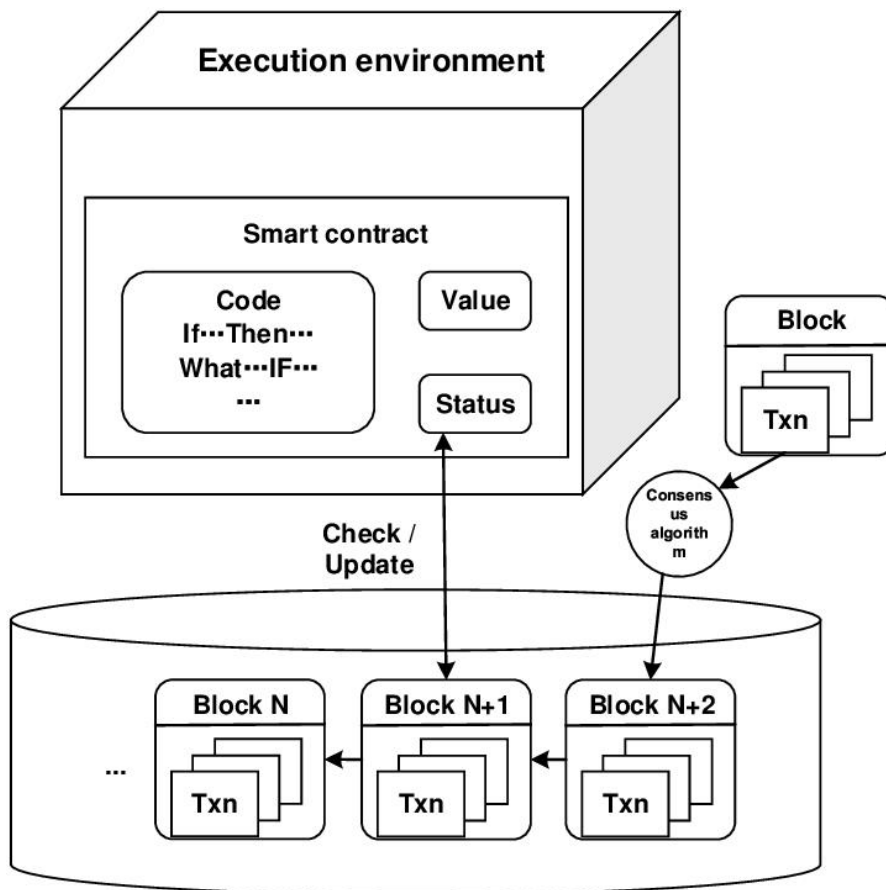 Execution environment
Smart contract
Code
If···Then···
What···IF···
···
Value
Status
Block
Txn
Consens
us
algorith
m
Check /
Update
Block N
Block N+1
Block N+2
...
Txn
Txn
Txn